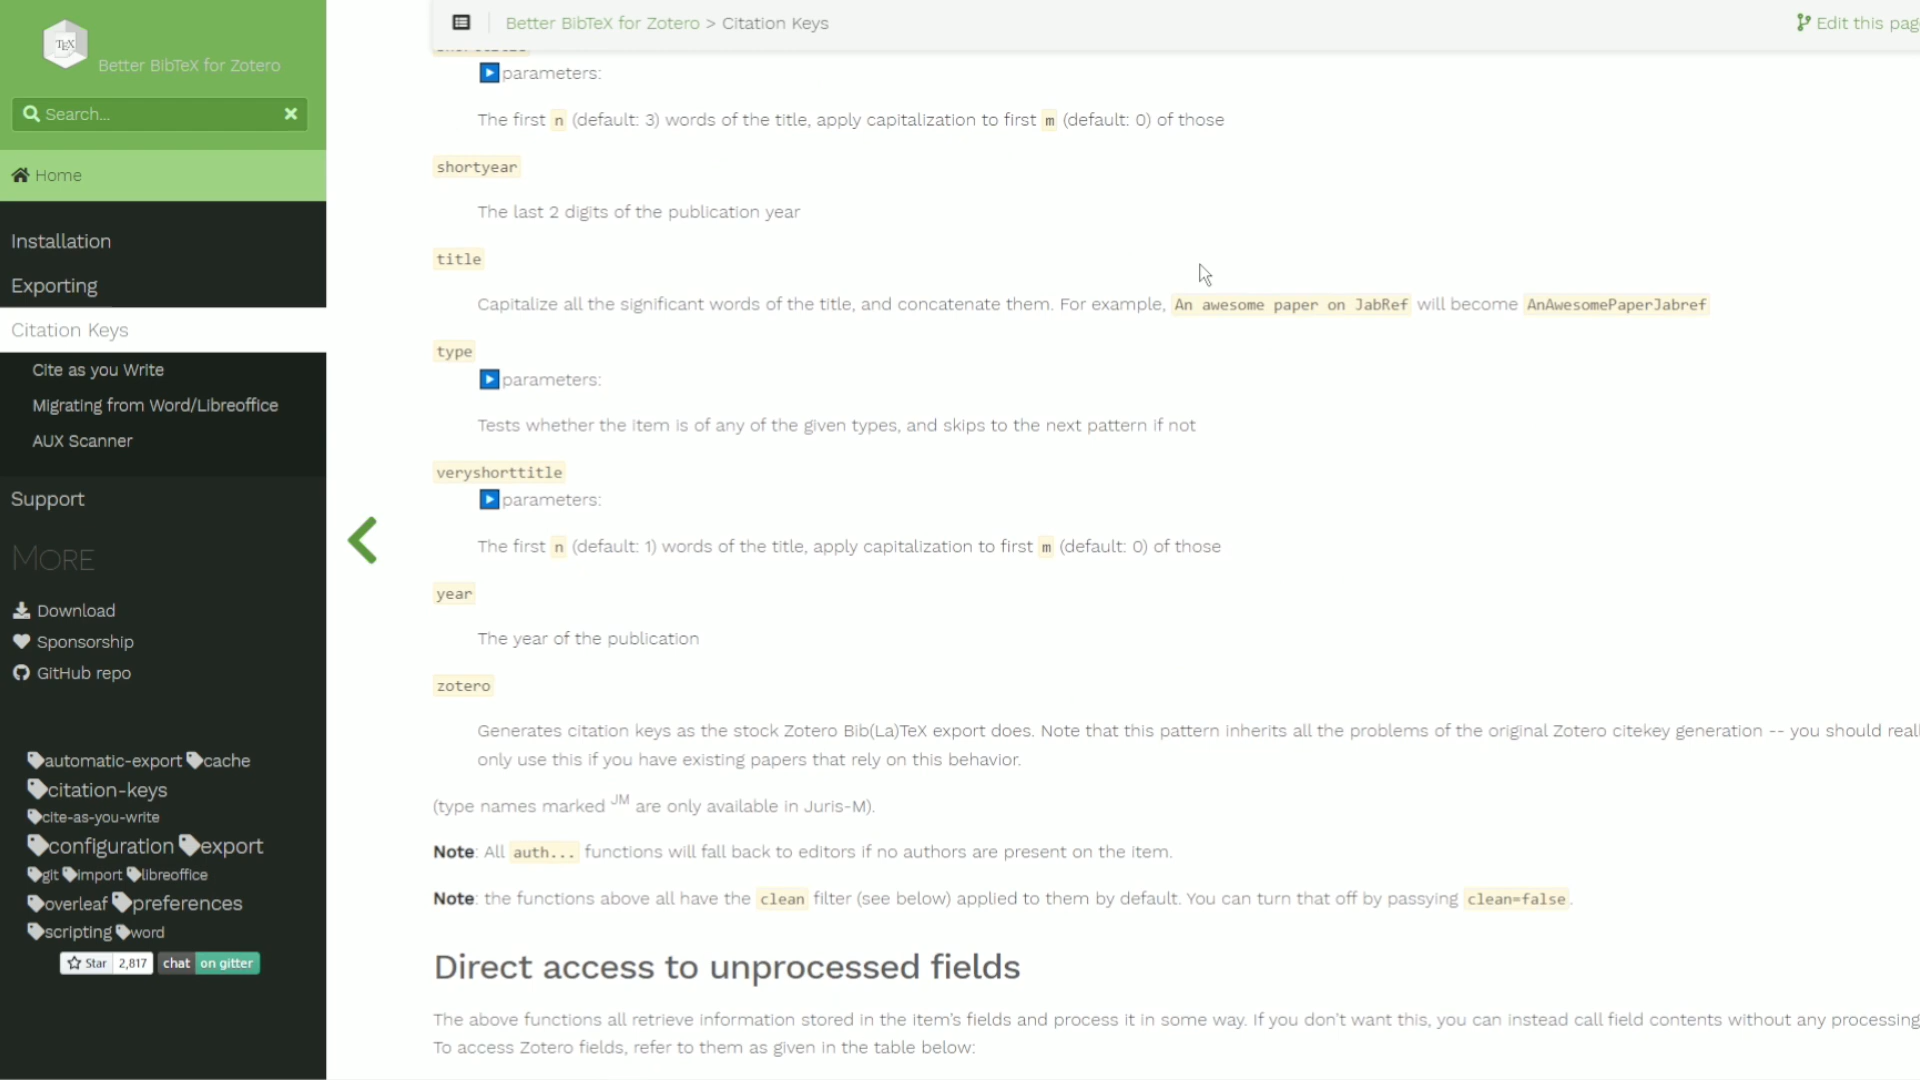 TEX
Better BibTeX for Zotero
Search...
Home
Installation
Exporting
Citation Keys
Cite as you Write
Migrating from Word/Libreoffice
AUX Scanner
Support
MORE
Download
Sponsorship
GitHub repo
automatic-export cache
citation-keys
cite-as-you-write
configuration export
git import libreoffice
overleaf preferences
scripting word
Star 2,817 chat on gitter
Better BibTeX for Zotero > Citation Keys
Edit this pag
parameters:
The first n (default: 3) words of the title, apply capitalization to first m (default: 0) of those
shortyear
The last 2 digits of the publication year
title
Capitalize all the significant words of the title, and concatenate them. For example, An awesome paper on JabRef will become AnAwesomePaperJabref
type
parameters:
Tests whether the item is of any of the given types, and skips to the next pattern if not
veryshorttitle
parameters:
The first n (default: 1) words of the title, apply capitalization to first m (default: 0) of those
year
The year of the publication
zotero
Generates citation keys as the stock Zotero Bib(La)TeX export does. Note that this pattern inherits all the problems of the original Zotero citekey generation -- you should reall
only use this if you have existing papers that rely on this behavior.
(type names marked JM are only available in Juris-M).
Note: All auth... functions will fall back to editors if no authors are present on the item.
Note: the functions above all have the clean filter (see below) applied to them by default. You can turn that off by passying clean=false.
Direct access to unprocessed fields
The above functions all retrieve information stored in the item's fields and process it in some way. If you don't want this, you can instead call field contents without any processing
To access Zotero fields, refer to them as given in the table below: